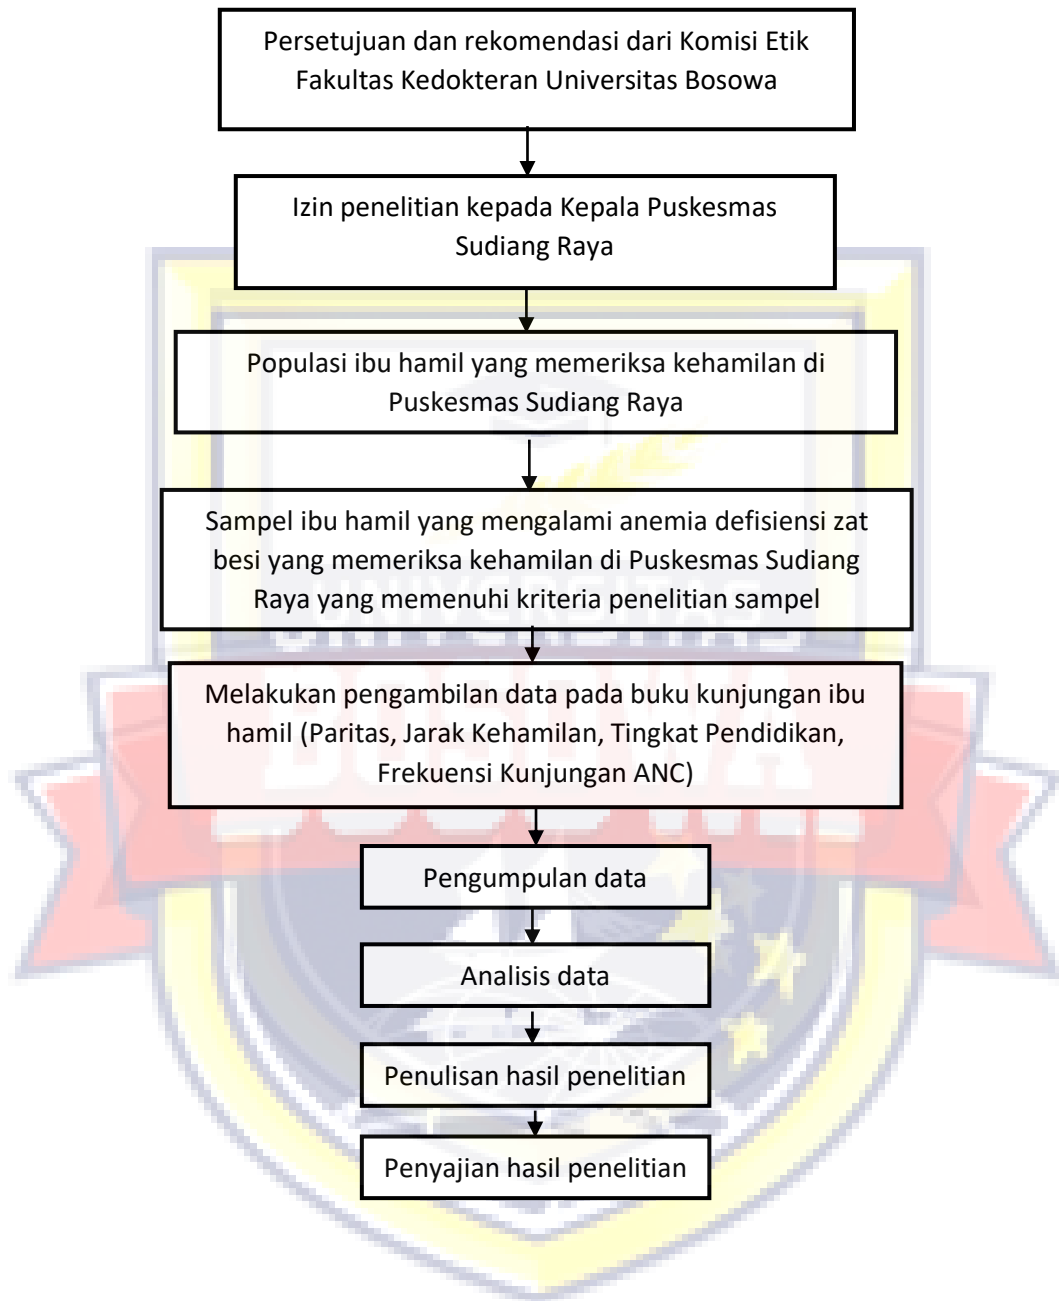 Persetujuan dan rekomendasi dari Komisi Etik
Fakultas Kedokteran Universitas Bosowa
Izin penelitian kepada Kepala Puskesmas
Sudiang Raya
Populasi ibu hamil yang memeriksa kehamilan di
Puskesmas Sudiang Raya
Sampel ibu hamil yang mengalami anemia defisiensi zat
besi yang memeriksa kehamilan di Puskesmas Sudiang
Raya yang memenuhi kriteria penelitian sampel
UNIVERSITAS
Melakukan pengambilan data pada buku kunjungan ibu
hamil (Paritas, Jarak Kehamilan, Tingkat Pendidikan,
Frekuensi Kunjungan ANC)
BOSOWA
Pengumpulan data
Analisis data
Penulisan hasil penelitian
Penyajian hasil penelitian